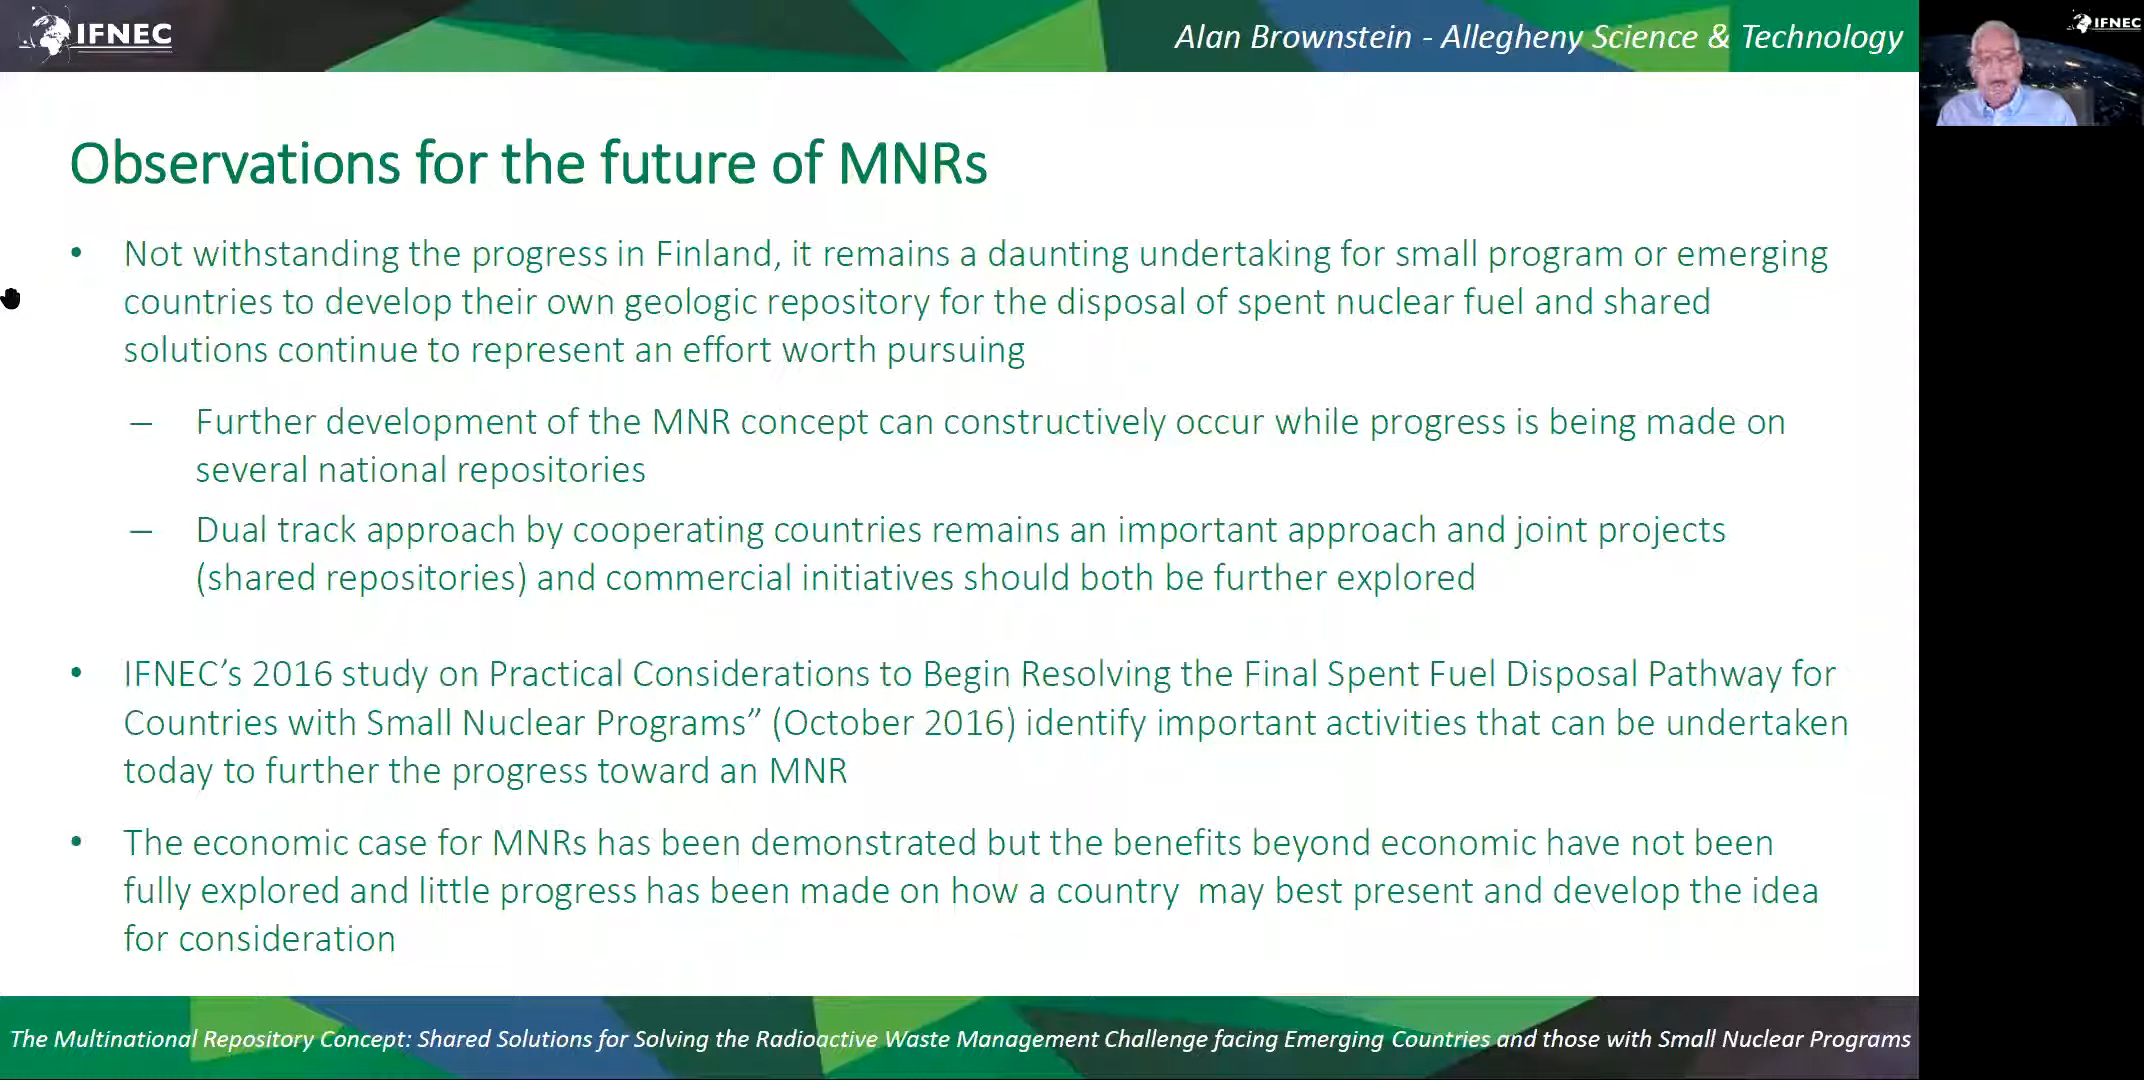 IFNEC
Alan Brownstein - Allegheny Science & Technology
IFNEC
Observations for the future of MNRs
• Not withstanding the progress in Finland, it remains a daunting undertaking for small program or emerging
countries to develop their own geologic repository for the disposal of spent nuclear fuel and shared
solutions continue to represent an effort worth pursuing
– Further development of the MNR concept can constructively occur while progress is being made on
several national repositories
– Dual track approach by cooperating countries remains an important approach and joint projects
(shared repositories) and commercial initiatives should both be further explored
• IFNEC’s 2016 study on Practical Considerations to Begin Resolving the Final Spent Fuel Disposal Pathway for
Countries with Small Nuclear Programs” (October 2016) identify important activities that can be undertaken
today to further the progress toward an MNR
• The economic case for MNRs has been demonstrated but the benefits beyond economic have not been
fully explored and little progress has been made on how a country  may best present and develop the idea
for consideration
The Multinational Repository Concept: Shared Solutions for Solving the Radioactive Waste Management Challenge facing Emerging Countries and those with Small Nuclear Programs